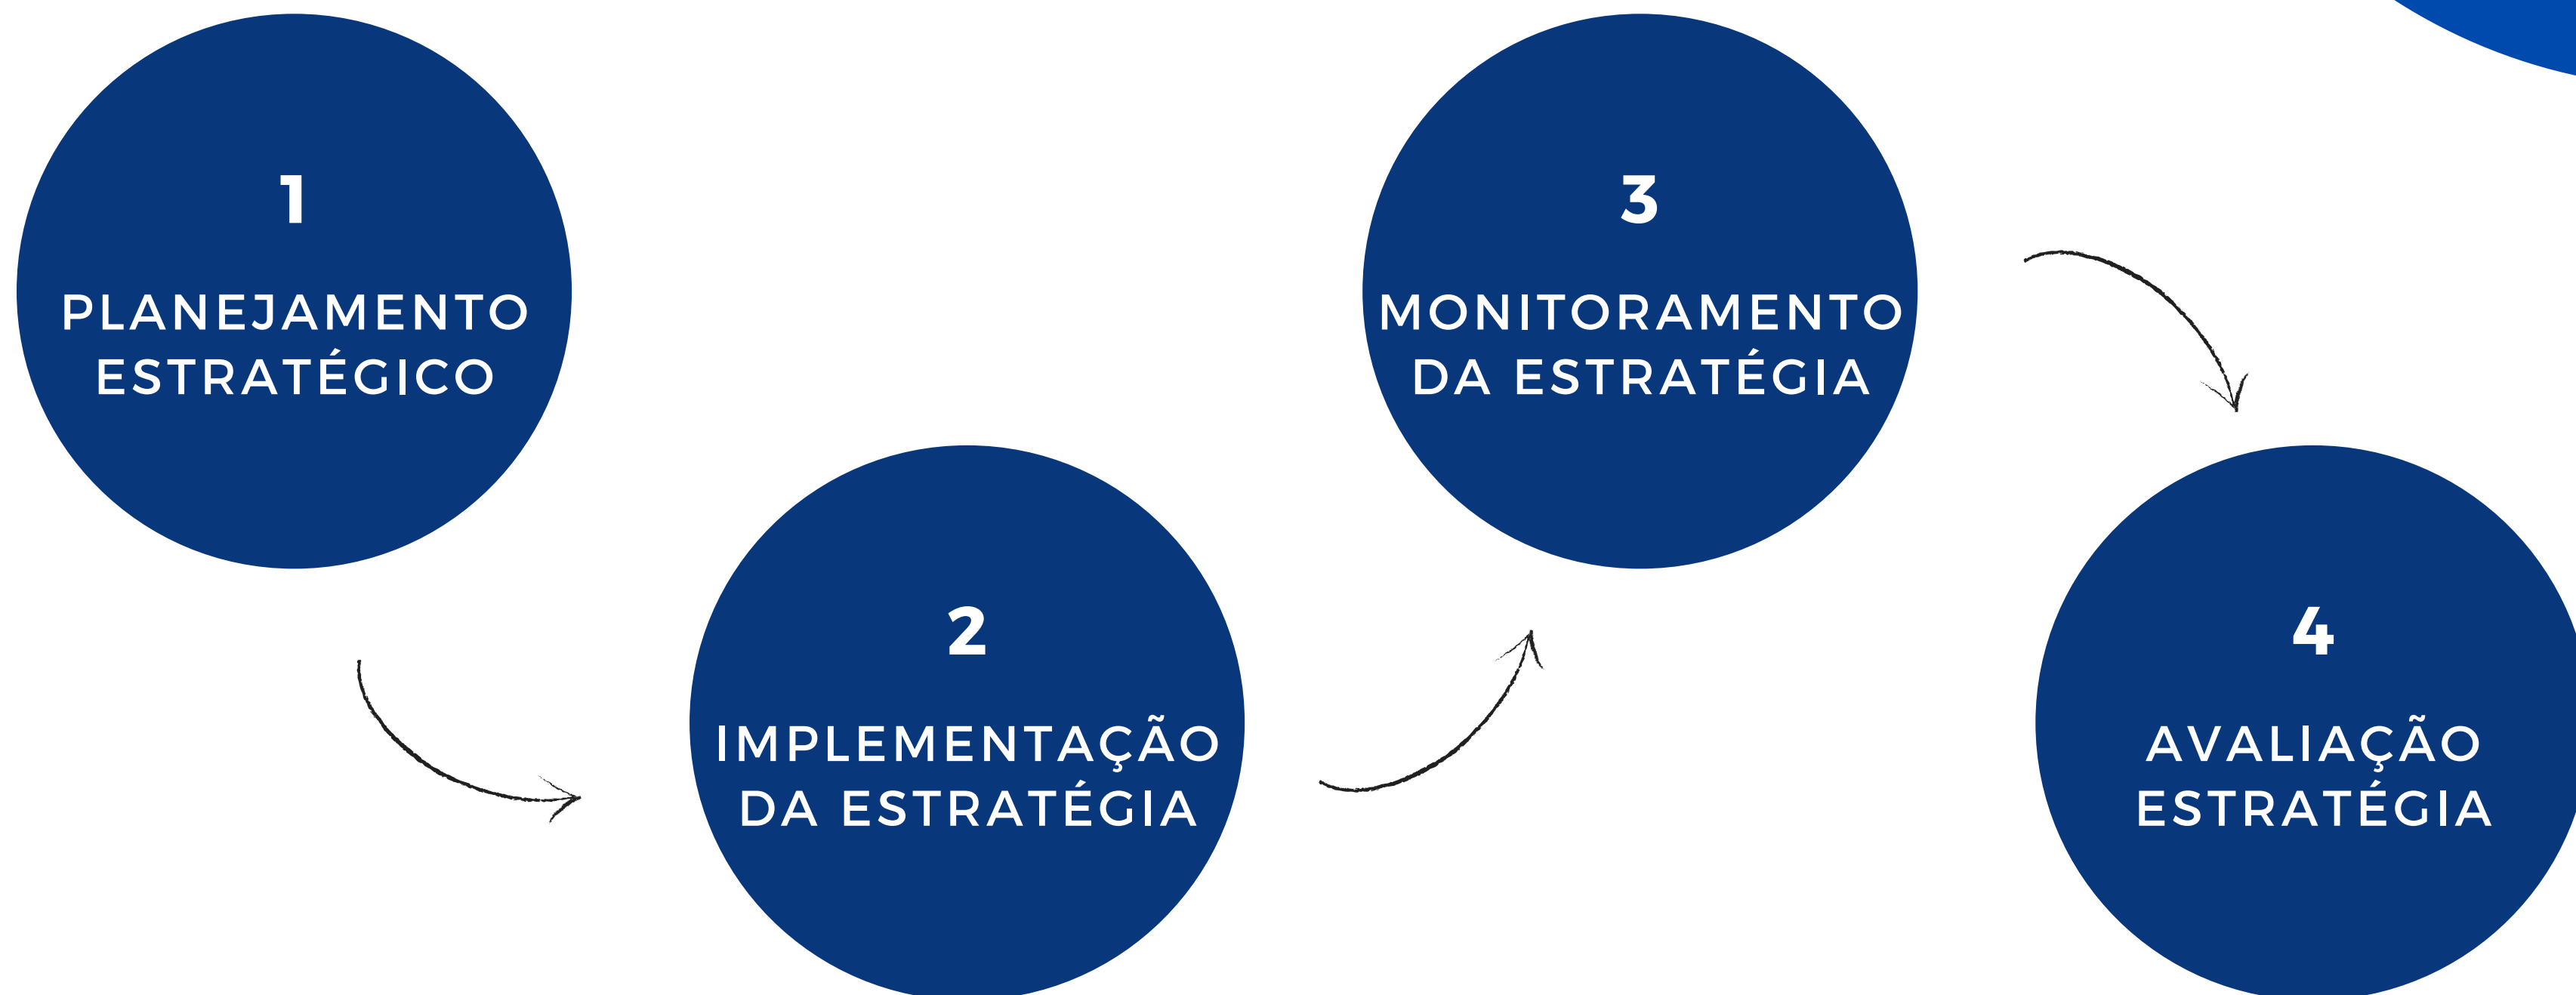 1
PLANEJAMENTO
ESTRATÉGICO
2
IMPLEMENTAÇÃO
DA ESTRATÉGIA
3
MONITORAMENTO
DA ESTRATÉGIA
4
AVALIAÇÃO
ESTRATÉGIA